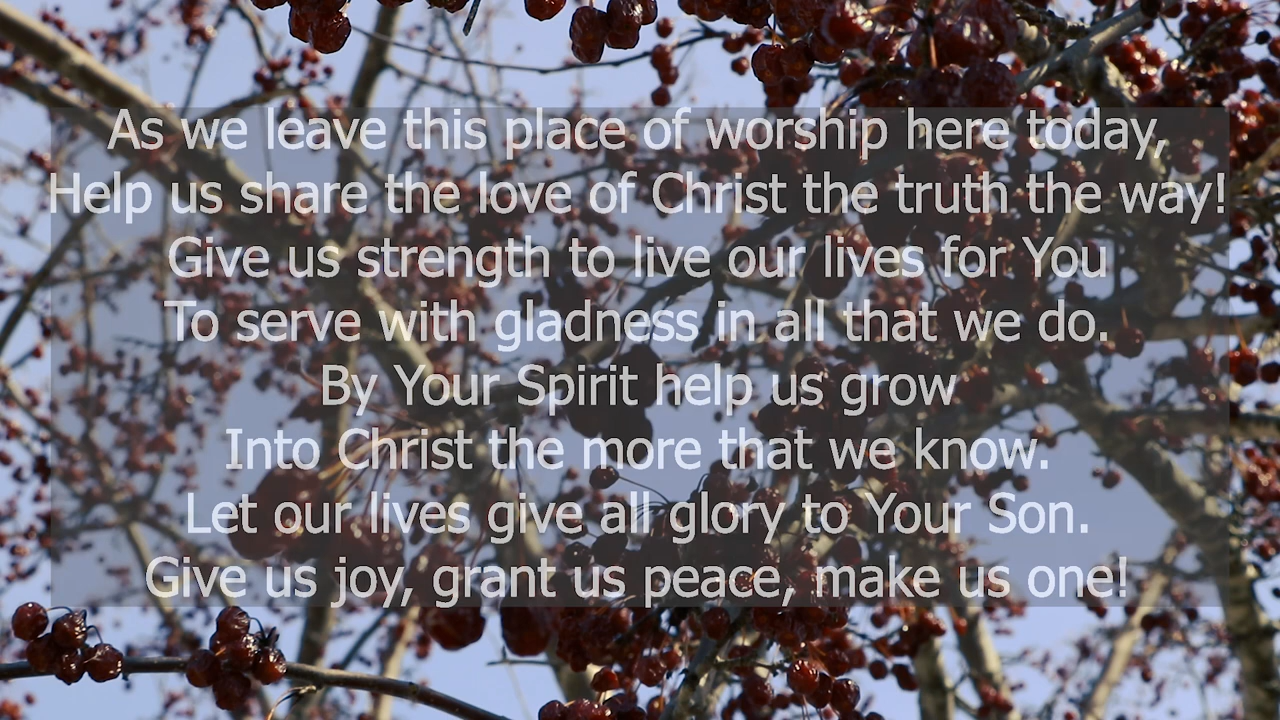 As we leave this place of worship here today,
Help us share the love of Christ the truth the way!
Give us strength to live our lives for You
To serve with gladness in all that we do.
By Your Spirit help us grow
Into Christ the more that we know.
Let our lives give all glory to Your Son.
Give us joy, grant us peace, make us one!